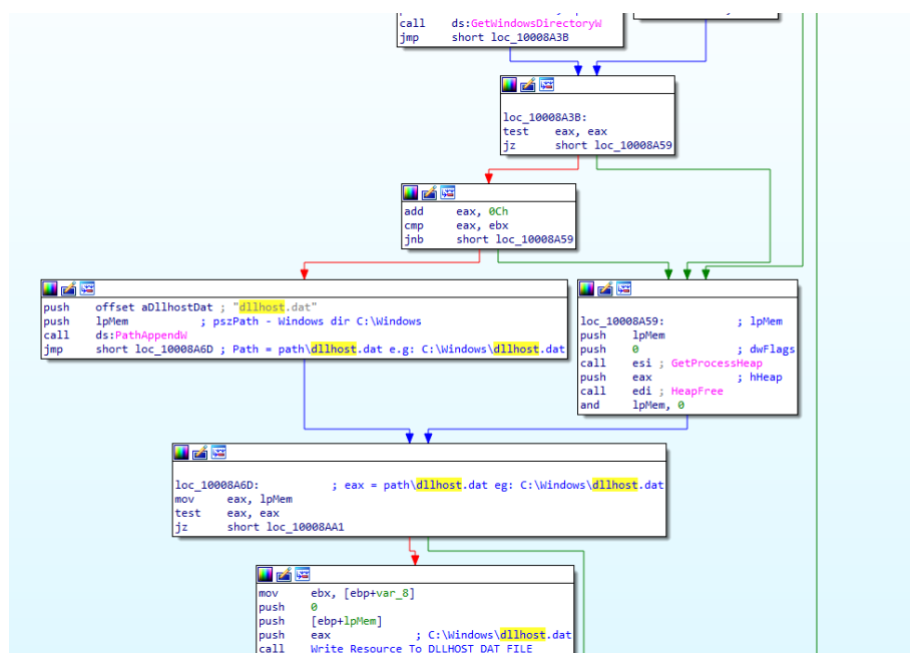 call ds:GetWindowsDirectoryW
jmp short loc_10008A3B
loc_10008A3B:
test eax, eax
jz short loc_10008A59
add eax, 0Ch
cmp eax, ebx
jnb short loc_10008A59
push offset aDllhostDat ; "dllhost.dat"
push lpMem ; pszPath - Windows dir C:\Windows
call ds:PathAppendW
jmp short loc_10008A6D ; Path = path\dllhost.dat e.g: C:\Windows\dllhost.dat
loc_10008A59: ; lpMem
push lpMem
push 0 ; dwFlags
call esi ; GetProcessHeap
push eax ; hHeap
call edi ; HeapFree
and lpMem, 0
loc_10008A6D: ; eax = path\dllhost.dat eg: C:\Windows\dllhost.dat
mov eax, lpMem
test eax, eax
jz short loc_10008AA1
mov ebx, [ebp+var_8]
push 0
push [ebp+lpMem]
push eax ; C:\Windows\dllhost.dat
call Write Resource To DLLHOST DAT FILE